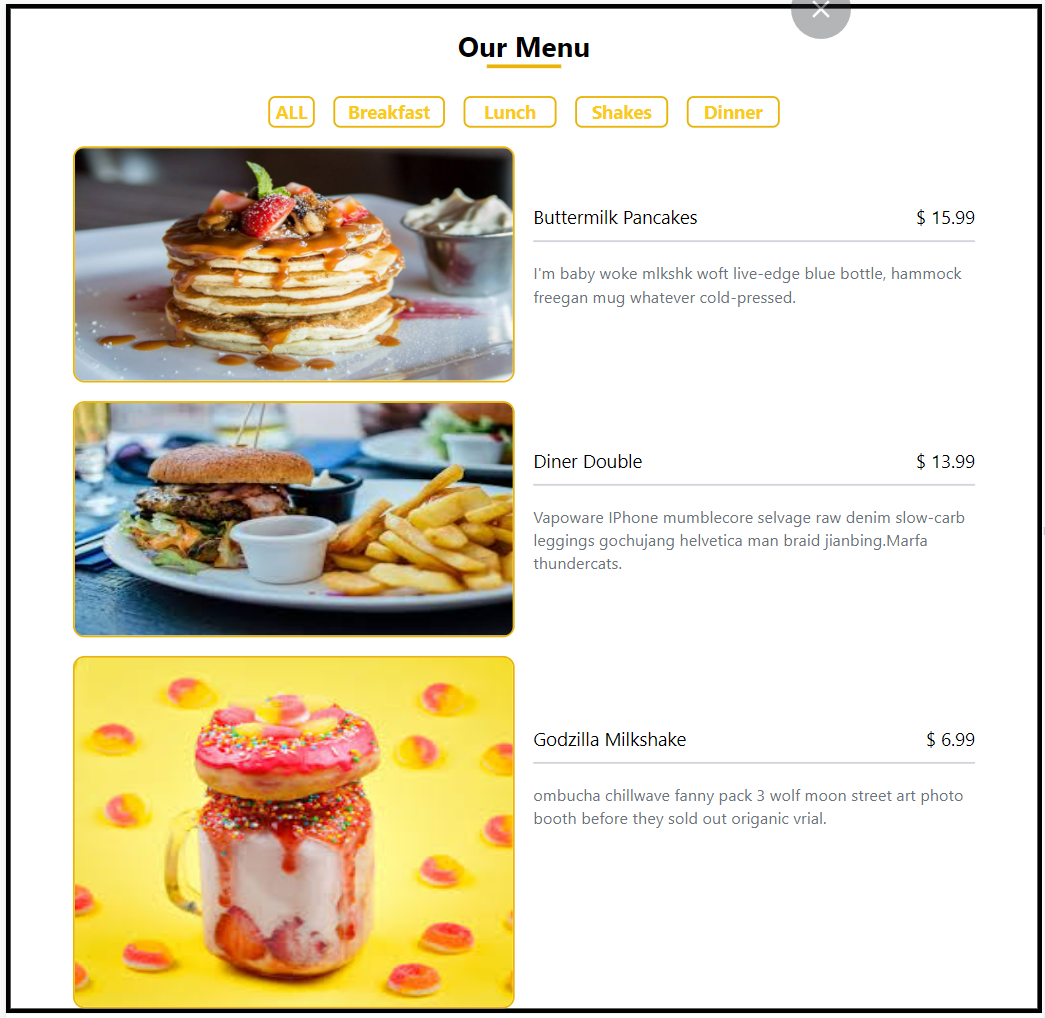 Our Menu
ALL Breakfast Lunch Shakes Dinner
Buttermilk Pancakes $ 15.99
I'm baby woke mlkshk woft live-edge blue bottle, hammock
freegan mug whatever cold-pressed.
Diner Double $ 13.99
Vapoware IPhone mumblecore selvage raw denim slow-carb
leggings gochujang helvetica man braid jianbing.Marfa
thundercats.
Godzilla Milkshake $ 6.99
ombucha chillwave fanny pack 3 wolf moon street art photo
booth before they sold out origanic vrial.